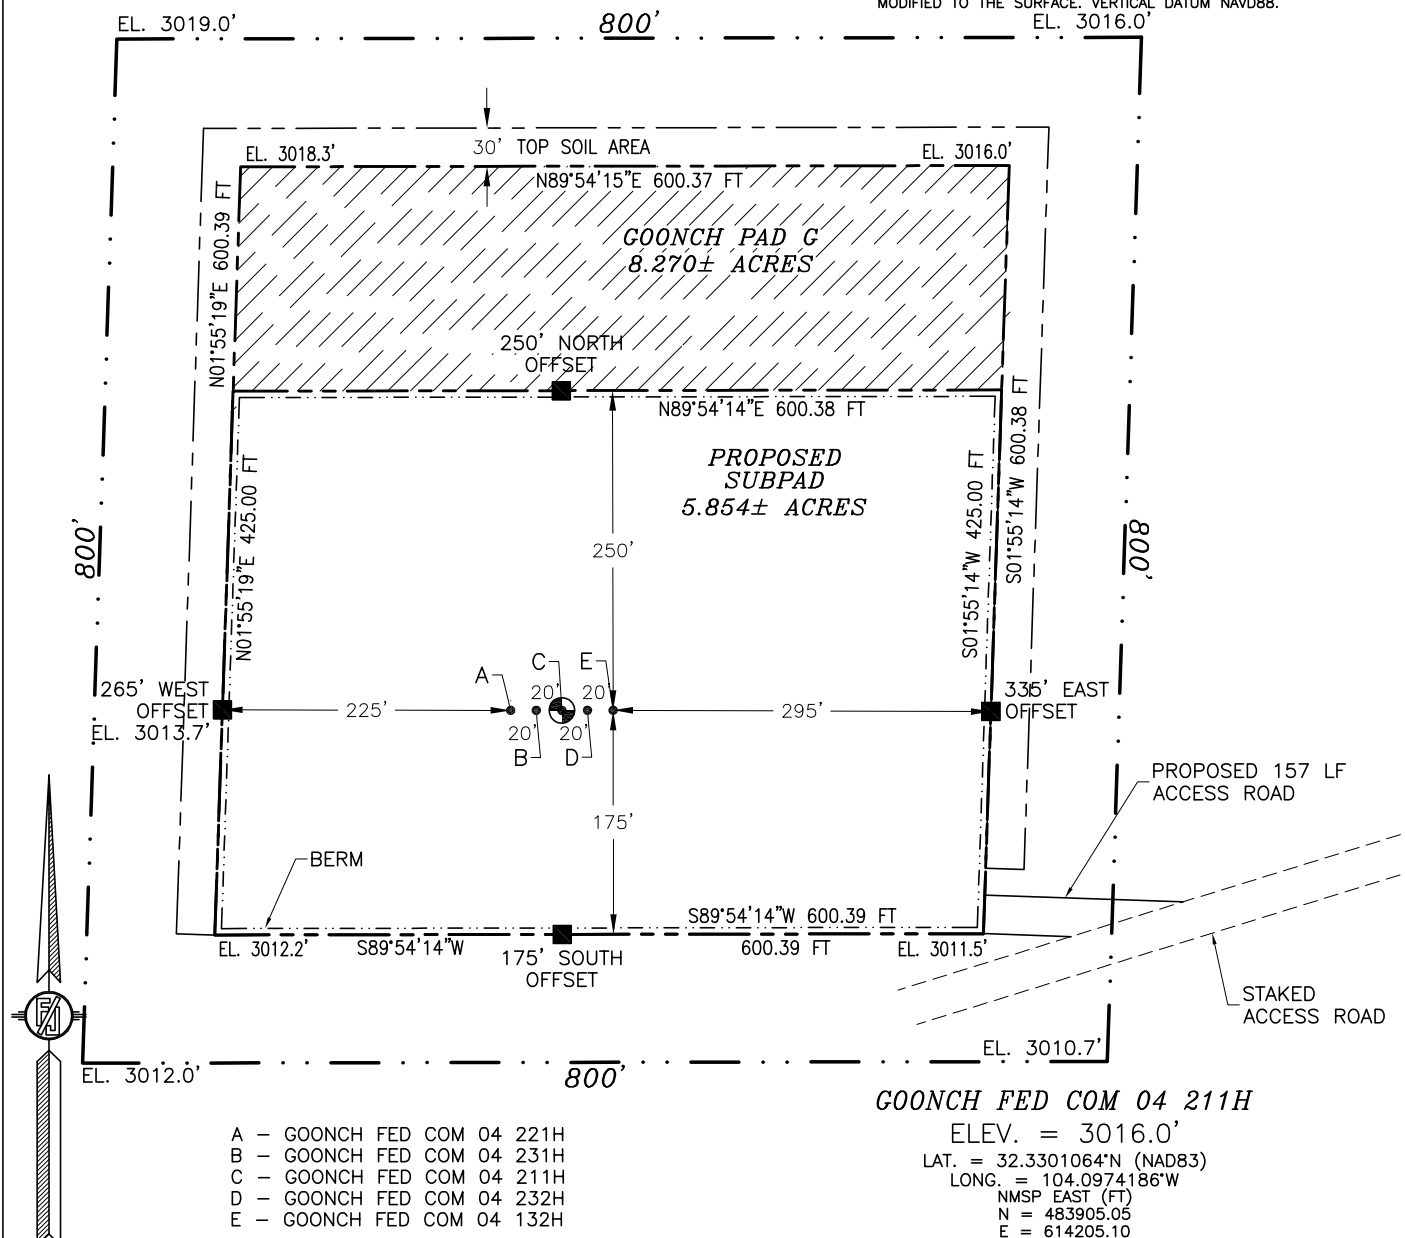 MODIFIED TO THE SURFACE. VERTICAL DATUM NAVD88.
EL. 3019.0'
800'
EL. 3016.0'
30' TOP SOIL AREA
EL. 3018.3'
EL. 3016.0'
N89°54'15"E 600.37 FT
N01°55'19"E 600.39 FT
GOONCH PAD G
8.270± ACRES
250' NORTH
OFFSET
N89°54'14"E 600.38 FT
S01°55'14"W 600.38 FT
PROPOSED
SUBPAD
5.854± ACRES
N01°55'19"E 425.00 FT
S01°55'14"W 425.00 FT
800'
800'
250'
A
C
E
20'
20'
265' WEST
OFFSET
EL. 3013.7'
225'
295'
335' EAST
OFFSET
20'
20'
B
D
175'
PROPOSED 157 LF
ACCESS ROAD
BERM
S89°54'14"W 600.39 FT
EL. 3012.2'
S89°54'14"W
600.39 FT
EL. 3011.5'
175' SOUTH
OFFSET
STAKED
ACCESS ROAD
EL. 3012.0'
800'
EL. 3010.7'
GOONCH FED COM 04 211H
ELEV. = 3016.0'
LAT. = 32.3301064°N (NAD83)
LONG. = 104.0974186°W
NMSP EAST (FT)
N = 483905.05
E = 614205.10
A - GOONCH FED COM 04 221H
B - GOONCH FED COM 04 231H
C - GOONCH FED COM 04 211H
D - GOONCH FED COM 04 232H
E - GOONCH FED COM 04 132H